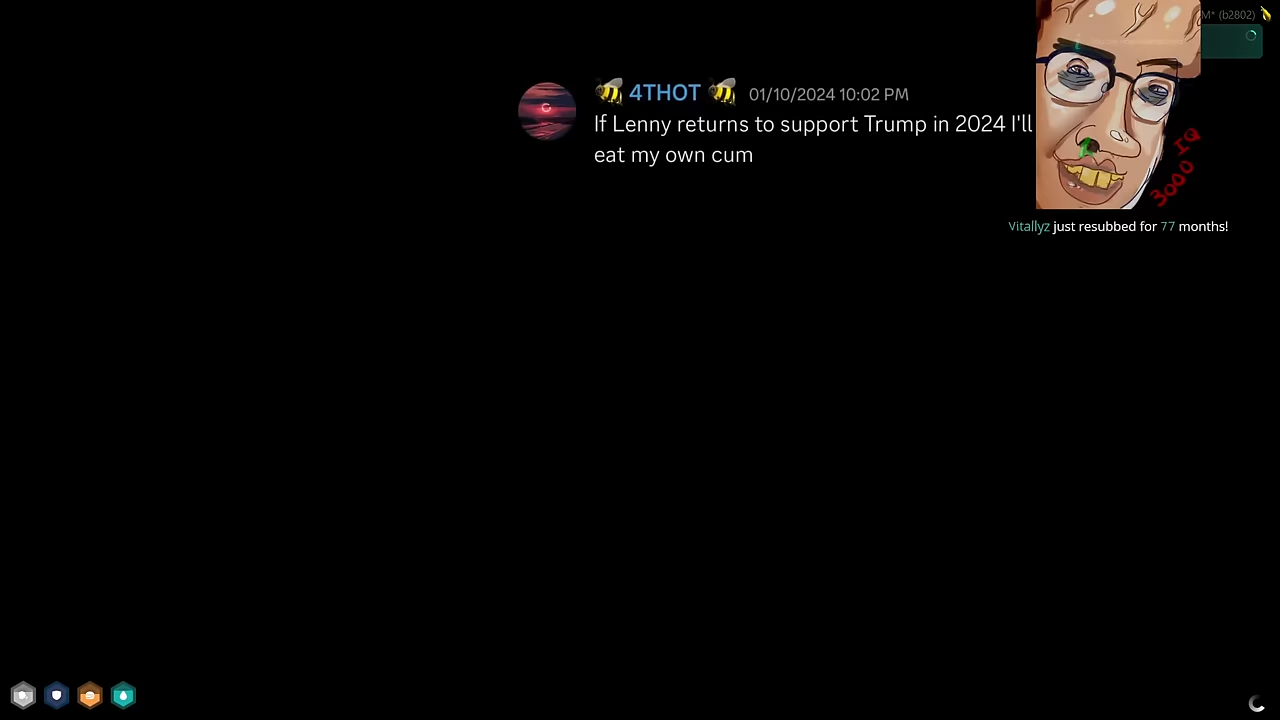 M* (b2802)
🐝 4THOT 🐝 01/10/2024 10:02 PM
If Lenny returns to support Trump in 2024 I'll
eat my own cum
3000 IQ
Vitallyz just resubbed for 77 months!